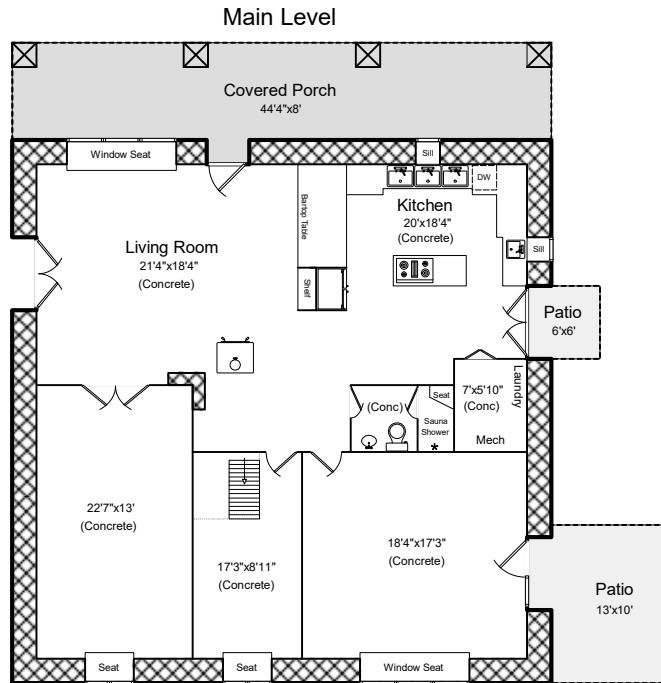 Main Level
Covered Porch
44'4"x8'
Window Seat
Sill
DW
Kitchen
20'x18'4"
(Concrete)
Bartop Table
Living Room
21'4"x18'4"
(Concrete)
Sill
Shelf
Patio
6'x6'
7'x5'10"
(Conc)
Laundry
Mech
(Conc)
Seat
Sauna
Shower
*
22'7"x13'
(Concrete)
17'3"x8'11"
(Concrete)
18'4"x17'3"
(Concrete)
Patio
13'x10'
Seat
Seat
Window Seat